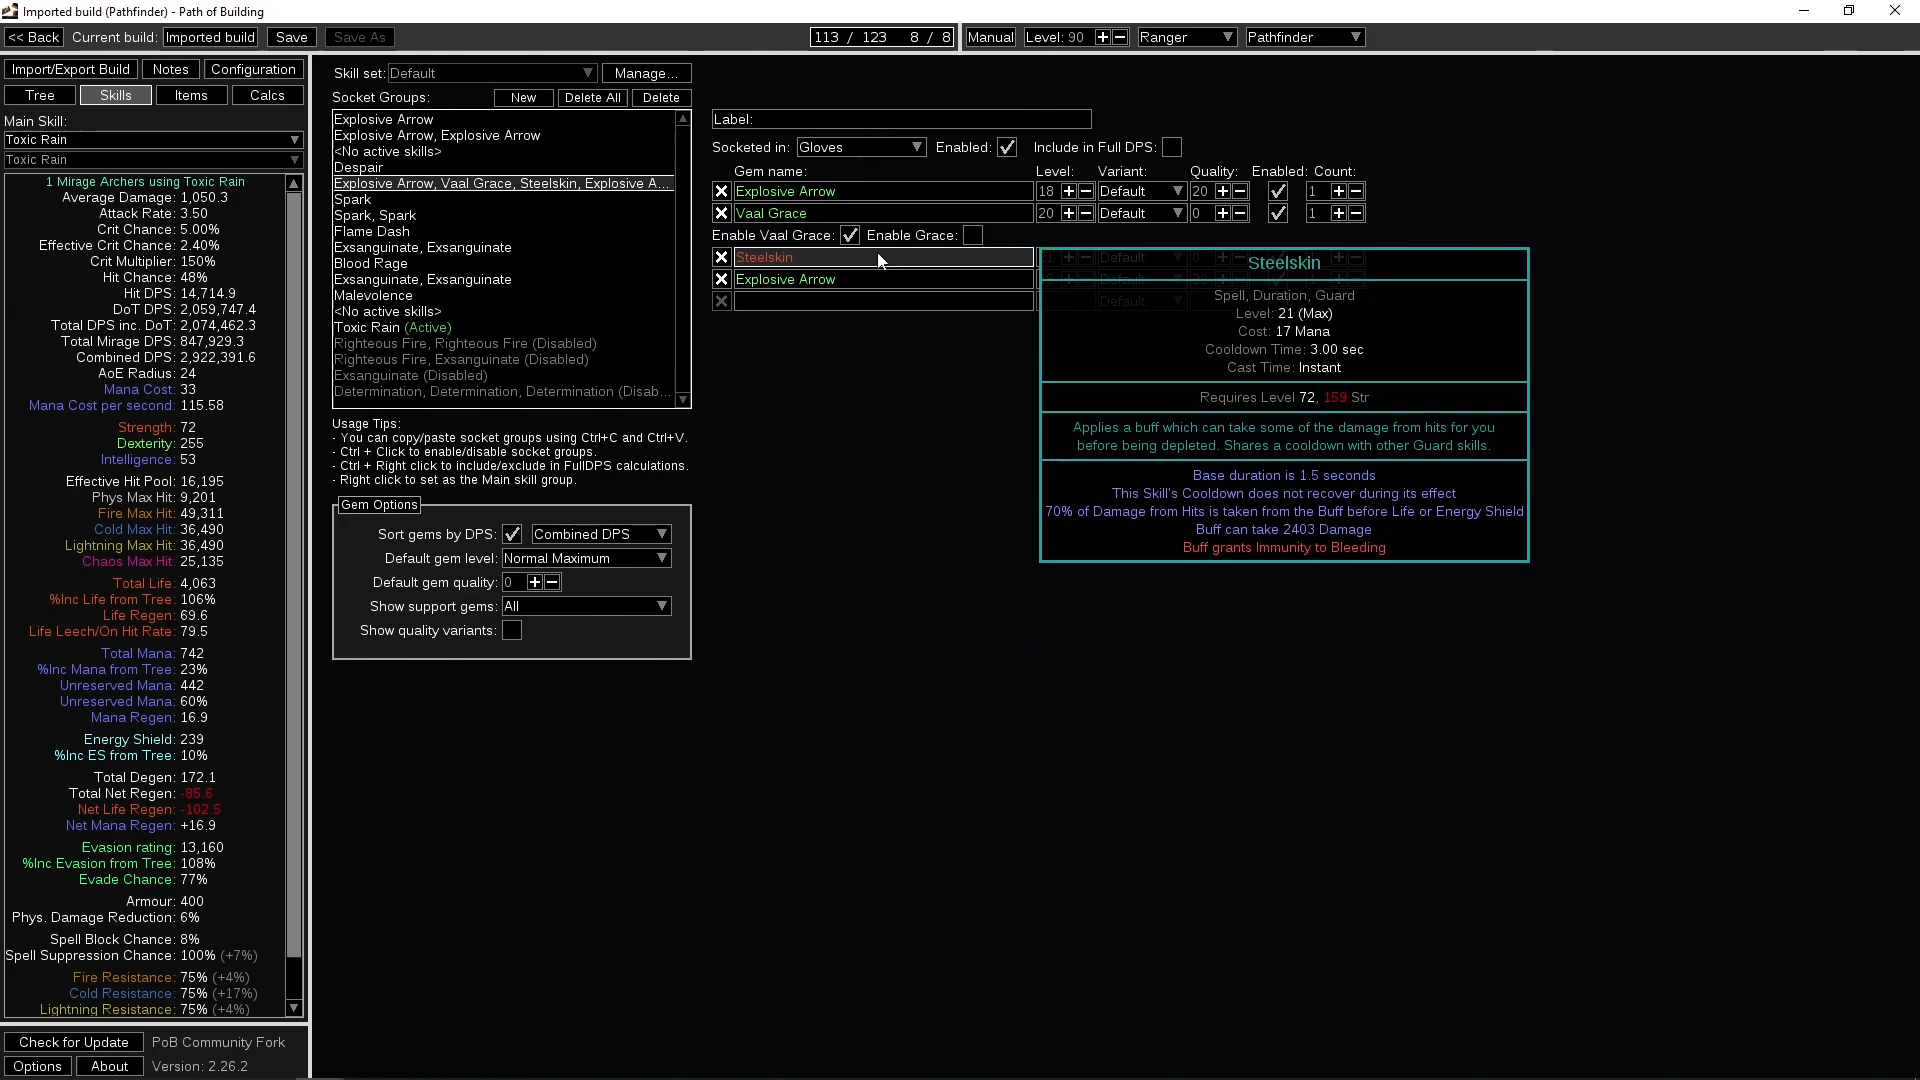 Imported build (Pathfinder) - Path of Building
<< Back Current build: Imported build Save Save As 113 / 123 8 / 8 Manual Level: 90 Ranger Pathfinder
Import/Export Build Notes Configuration
Tree Skills Items Calcs
Main Skill:
Toxic Rain
Toxic Rain
1 Mirage Archers using Toxic Rain
Average Damage: 1,050.3
Attack Rate: 3.50
Crit Chance: 5.00%
Effective Crit Chance: 2.40%
Crit Multiplier: 150%
Hit Chance: 48%
Hit DPS: 14,714.9
DoT DPS: 2,059,747.4
Total DPS inc. DoT: 2,074,462.3
Total Mirage DPS: 847,929.3
Combined DPS: 2,922,391.6
AoE Radius: 24
Mana Cost: 33
Mana Cost per second: 115.58
Strength: 72
Dexterity: 255
Intelligence: 53
Effective Hit Pool: 16,195
Phys Max Hit: 9,201
Fire Max Hit: 49,311
Cold Max Hit: 36,490
Lightning Max Hit: 36,490
Chaos Max Hit: 25,135
Total Life: 4,063
%Inc Life from Tree: 106%
Life Regen: 69.6
Life Leech/On Hit Rate: 79.5
Total Mana: 742
%Inc Mana from Tree: 23%
Unreserved Mana: 442
Unreserved Mana: 60%
Mana Regen: 16.9
Energy Shield: 239
%Inc ES from Tree: 10%
Total Degen: 172.1
Total Net Regen: -85.6
Net Life Regen: -102.5
Net Mana Regen: +16.9
Evasion rating: 13,160
%Inc Evasion from Tree: 108%
Evade Chance: 77%
Armour: 400
Phys. Damage Reduction: 6%
Spell Block Chance: 8%
Spell Suppression Chance: 100% (+7%)
Fire Resistance: 75% (+4%)
Cold Resistance: 75% (+17%)
Lightning Resistance: 75% (+4%)
Check for Update PoB Community Fork
Options About Version: 2.26.2
Skill set: Default Manage...
Socket Groups: New Delete All Delete
Explosive Arrow
Explosive Arrow, Explosive Arrow
<No active skills>
Despair
Explosive Arrow, Vaal Grace, Steelskin, Explosive A...
Spark
Spark, Spark
Flame Dash
Exsanguinate, Exsanguinate
Blood Rage
Exsanguinate, Exsanguinate
Malevolence
<No active skills>
Toxic Rain (Active)
Righteous Fire, Righteous Fire (Disabled)
Righteous Fire, Exsanguinate (Disabled)
Exsanguinate (Disabled)
Determination, Determination, Determination (Disab...
Usage Tips:
- You can copy/paste socket groups using Ctrl+C and Ctrl+V.
- Ctrl + Click to enable/disable socket groups.
- Ctrl + Right click to include/exclude in FullDPS calculations.
- Right click to set as the Main skill group.
Gem Options
Sort gems by DPS: Combined DPS
Default gem level: Normal Maximum
Default gem quality: 0
Show support gems: All
Show quality variants:
Label:
Socketed in: Gloves Enabled: Include in Full DPS:
Gem name: Level: Variant: Quality: Enabled: Count:
Explosive Arrow 18 Default 20 1
Vaal Grace 20 Default 0 1
Enable Vaal Grace: Enable Grace:
Steelskin Default
Explosive Arrow Default
Default
Steelskin
Spell, Duration, Guard
Level: 21 (Max)
Cost: 17 Mana
Cooldown Time: 3.00 sec
Cast Time: Instant
Requires Level 72, 159 Str
Applies a buff which can take some of the damage from hits for you
before being depleted. Shares a cooldown with other Guard skills.
Base duration is 1.5 seconds
This Skill's Cooldown does not recover during its effect
70% of Damage from Hits is taken from the Buff before Life or Energy Shield
Buff can take 2403 Damage
Buff grants Immunity to Bleeding